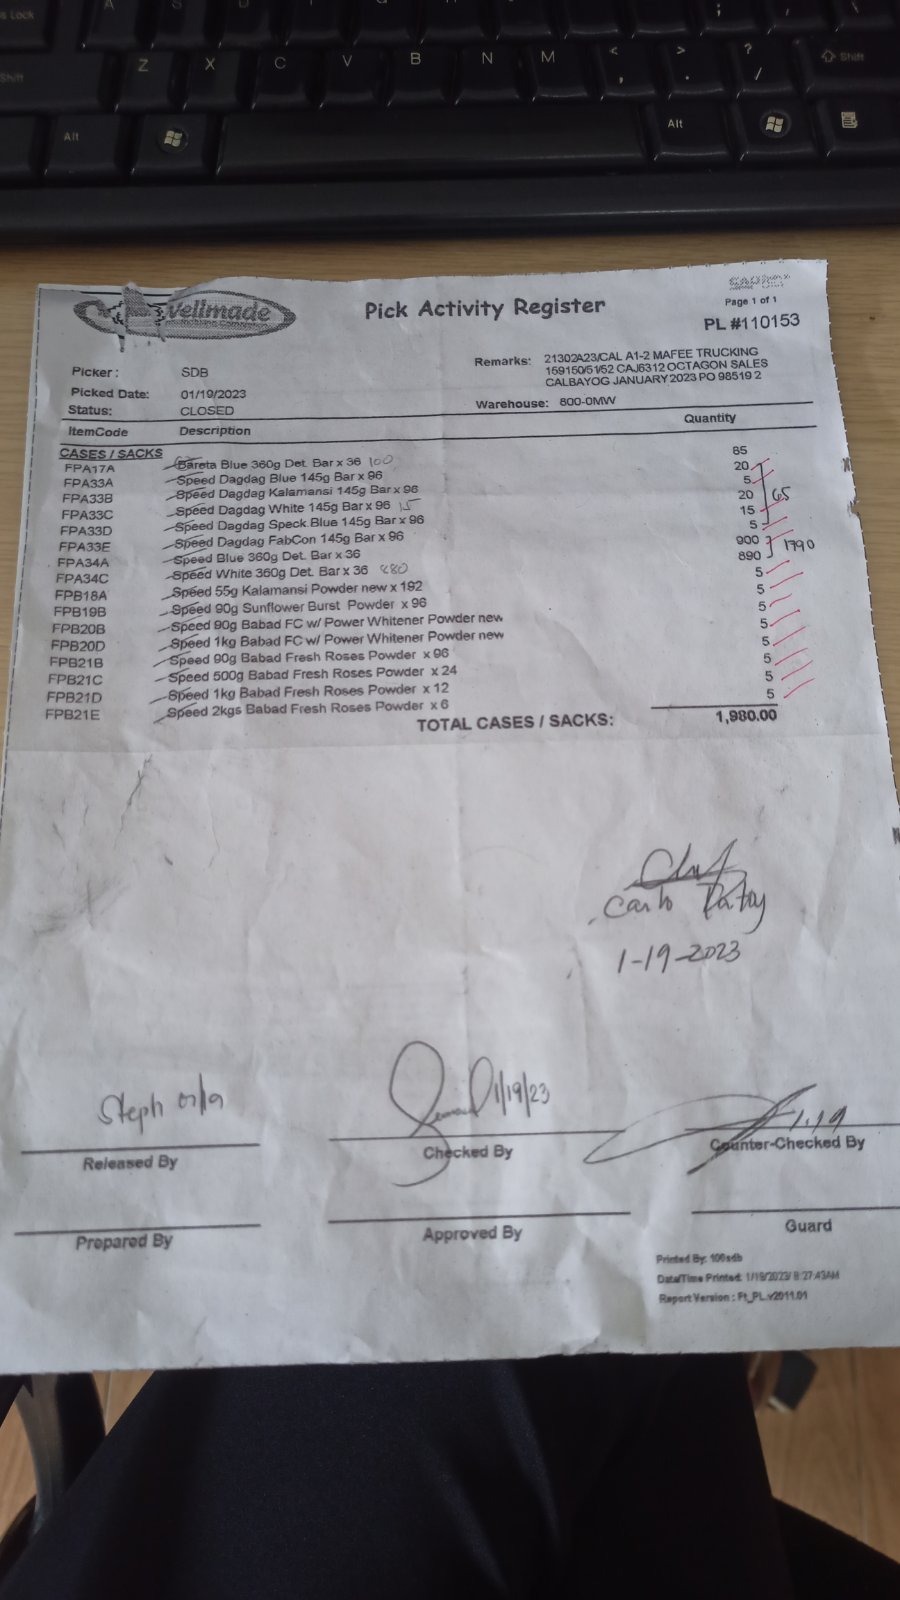 A S
s Lock
Shift Z X C V B N M < , > . ? / Shift
Alt Alt
Wellmade
Pick Activity Register
Page 1 of 1
PL #110153
Picker : SDB
Remarks: 21302A23/CAL A1-2 MAFEE TRUCKING
159150/51/52 CAJ6312 OCTAGON SALES
CALBAYOG JANUARY 2023 PO 98519 2
Picked Date: 01/19/2023
Status: CLOSED
Warehouse: 800-0MW
ItemCode Description Quantity
CASES / SACKS
FPA17A Bareta Blue 360g Det. Bar x 36 100 85
FPA33A Speed Dagdag Blue 145g Bar x 96 20
FPA33B Speed Dagdag Kalamansi 145g Bar x 96 5
FPA33C Speed Dagdag White 145g Bar x 96 15 20 65
FPA33D Speed Dagdag Speck Blue 145g Bar x 96 15
FPA33E Speed Dagdag FabCon 145g Bar x 96 5
FPA34A Speed Blue 360g Det. Bar x 36 900 1790
FPA34C Speed White 360g Det. Bar x 36 880 890
FPB18A Speed 55g Kalamansi Powder new x 192 5
FPB19B Speed 90g Sunflower Burst Powder x 96 5
FPB20B Speed 90g Babad FC w/ Power Whitener Powder new 5
FPB20D Speed 1kg Babad FC w/ Power Whitener Powder new 5
FPB21B Speed 90g Babad Fresh Roses Powder x 96 5
FPB21C Speed 500g Babad Fresh Roses Powder x 24 5
FPB21D Speed 1kg Babad Fresh Roses Powder x 12 5
FPB21E Speed 2kgs Babad Fresh Roses Powder x 6 5
TOTAL CASES / SACKS: 1,980.00
Carlo
1-19-2023
Steph 01/19
1/19/23
1.19
Released By
Checked By
Counter-Checked By
Prepared By
Approved By
Guard
Printed By: 100sdb
Data/Time Printed: 1/19/2023/ 8:27:43AM
Report Version : Ft_PL.v2011.01